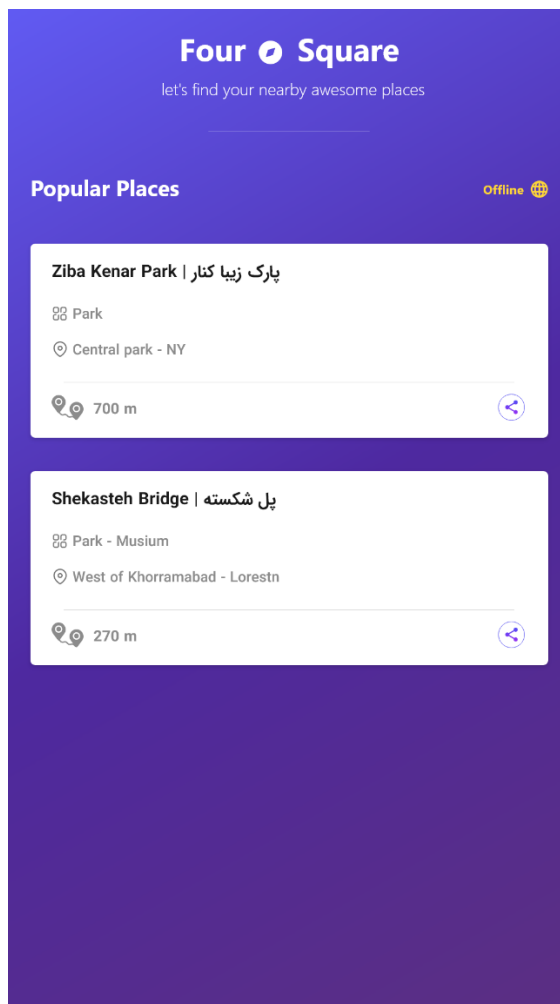 Four Square
let's find your nearby awesome places
Popular Places
Offline
Ziba Kenar Park | پارک زیبا کنار
Park
Central park - NY
700 m
Shekasteh Bridge | پل شکسته
Park - Musium
West of Khorramabad - Lorestn
270 m